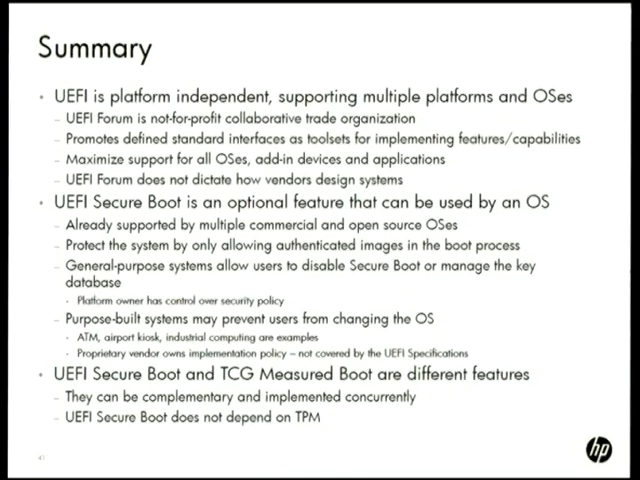 Summary
• UEFI is platform independent, supporting multiple platforms and OSes
– UEFI Forum is not-for-profit collaborative trade organization
– Promotes defined standard interfaces as toolsets for implementing features/capabilities
– Maximize support for all OSes, add-in devices and applications
– UEFI Forum does not dictate how vendors design systems
• UEFI Secure Boot is an optional feature that can be used by an OS
– Already supported by multiple commercial and open source OSes
– Protect the system by only allowing authenticated images in the boot process
– General-purpose systems allow users to disable Secure Boot or manage the key
database
• Platform owner has control over security policy
– Purpose-built systems may prevent users from changing the OS
• ATM, airport kiosk, industrial computing are examples
• Proprietary vendor owns implementation policy – not covered by the UEFI Specifications
• UEFI Secure Boot and TCG Measured Boot are different features
– They can be complementary and implemented concurrently
– UEFI Secure Boot does not depend on TPM
hp